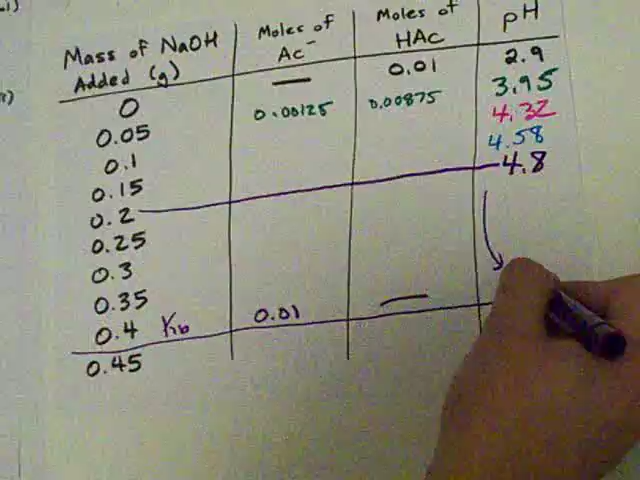 Mass of NaOH Added (g) Moles of Ac⁻ Moles of HAc pH
0 — 0.01 2.9
0.05 0.00125 0.00875 3.95
0.1 4.32
0.15 4.58
0.2 4.8
0.25
0.3
0.35
0.4 Kb 0.01 —
0.45